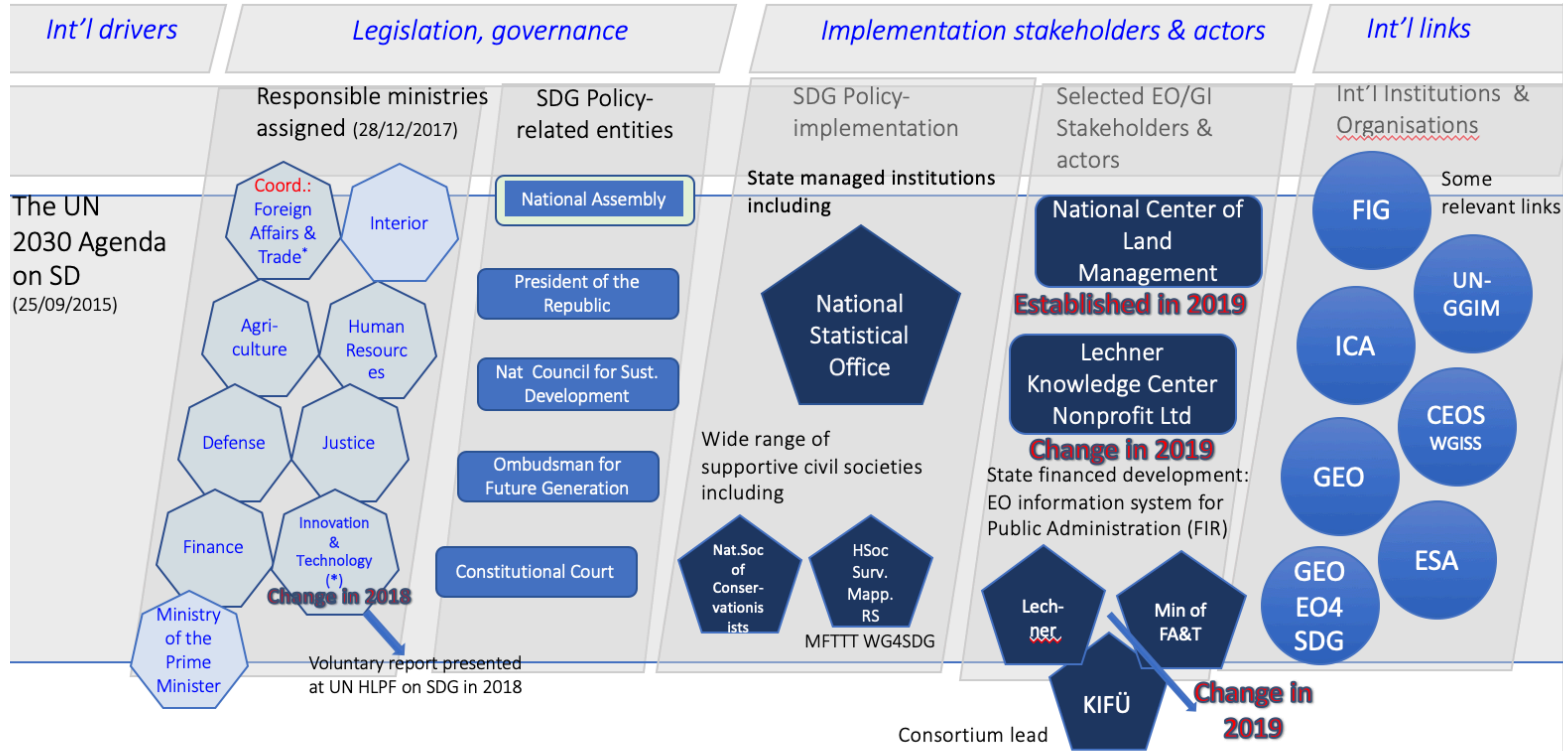 Int’l drivers
Legislation, governance
Implementation stakeholders & actors
Int’l links
Responsible ministries
assigned (28/12/2017)
SDG Policy-
related entities
SDG Policy-
implementation
Selected EO/GI
Stakeholders &
actors
Int’l Institutions &
Organisations
The UN
2030 Agenda
on SD
(25/09/2015)
Coord.:
Foreign
Affairs &
Trade*
Interior
Agri-
culture
Human
Resourc
es
Defense
Justice
Finance
Innovation
&
Technology
(*)
Change in 2018
Ministry
of the
Prime
Minister
Voluntary report presented
at UN HLPF on SDG in 2018
National Assembly
President of the
Republic
Nat Council for Sust.
Development
Ombudsman for
Future Generation
Constitutional Court
State managed institutions
including
National
Statistical
Office
Wide range of
supportive civil societies
including
Nat.Soc
of
Conser-
vationis
ists
HSoc
Surv.
Mapp.
RS
MFTTT WG4SDG
National Center of
Land
Management
Established in 2019
Lechner
Knowledge Center
Nonprofit Ltd
Change in 2019
State financed development:
EO information system for
Public Administration (FIR)
Lech-
ner
Min of
FA&T
KIFÜ
Consortium lead
Change in
2019
Some
relevant links
FIG
UN-
GGIM
ICA
CEOS
WGISS
GEO
ESA
GEO
EO4
SDG